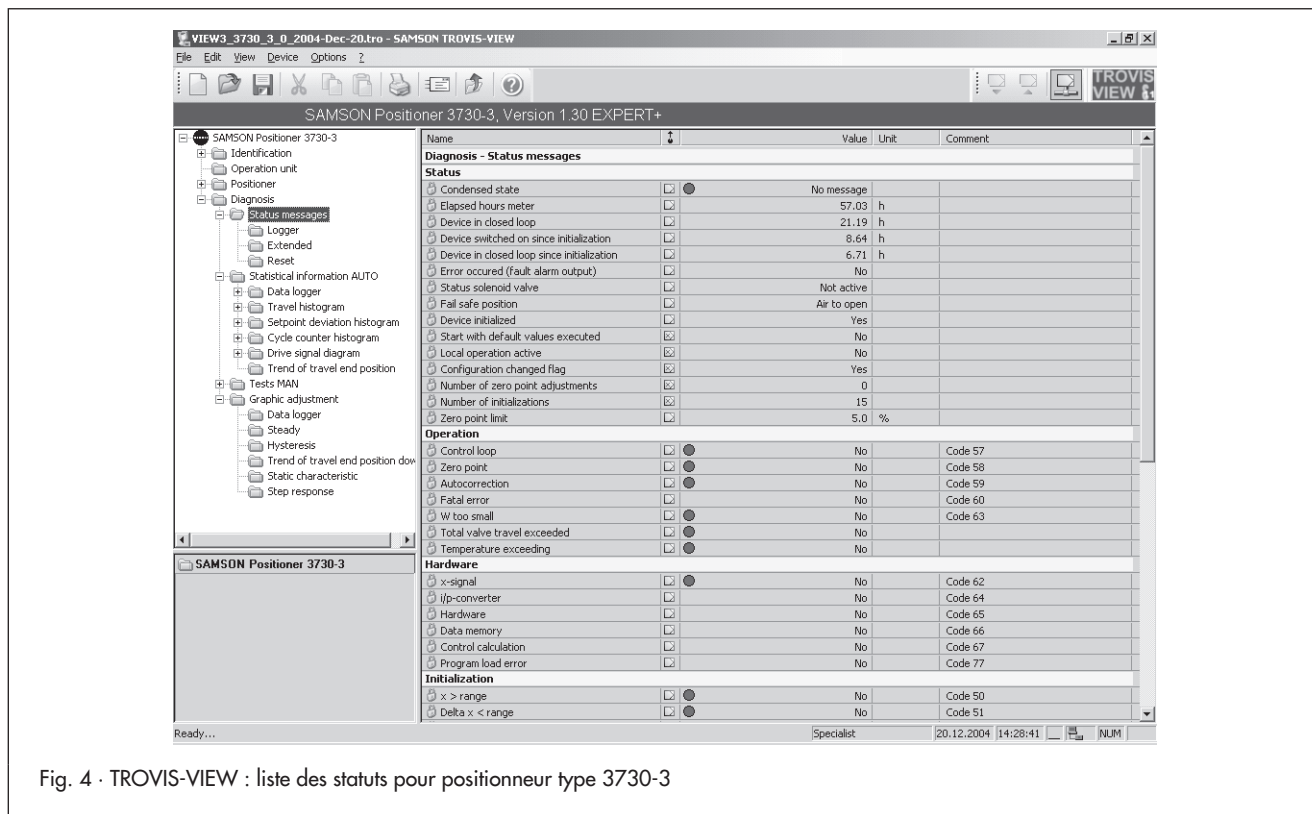 VIEW3_3730_3_0_2004-Dec-20.tro - SAMSON TROVIS-VIEW
File Edit View Device Options ?
TROVIS
VIEW
SAMSON Positioner 3730-3, Version 1.30 EXPERT+
SAMSON Positioner 3730-3
Identification
Operation unit
Positioner
Diagnosis
Status messages
Logger
Extended
Reset
Statistical information AUTO
Data logger
Travel histogram
Setpoint deviation histogram
Cycle counter histogram
Drive signal diagram
Trend of travel end position
Tests MAN
Graphic adjustment
Data logger
Steady
Hysteresis
Trend of travel end position dow
Static characteristic
Step response
SAMSON Positioner 3730-3
Name Value Unit Comment
Diagnosis - Status messages
Status
Condensed state No message
Elapsed hours meter 57.03 h
Device in closed loop 21.19 h
Device switched on since initialization 8.64 h
Device in closed loop since initialization 6.71 h
Error occured (fault alarm output) No
Status solenoid valve Not active
Fail safe position Air to open
Device initialized Yes
Start with default values executed No
Local operation active No
Configuration changed flag Yes
Number of zero point adjustments 0
Number of initializations 15
Zero point limit 5.0 %
Operation
Control loop No Code 57
Zero point No Code 58
Autocorrection No Code 59
Fatal error No Code 60
W too small No Code 63
Total valve travel exceeded No
Temperature exceeding No
Hardware
x-signal No Code 62
i/p-converter No Code 64
Hardware No Code 65
Data memory No Code 66
Control calculation No Code 67
Program load error No Code 77
Initialization
x > range No Code 50
Delta x < range No Code 51
Ready... Specialist 20.12.2004 14:28:41 NUM
Fig. 4 · TROVIS-VIEW : liste des statuts pour positionneur type 3730-3